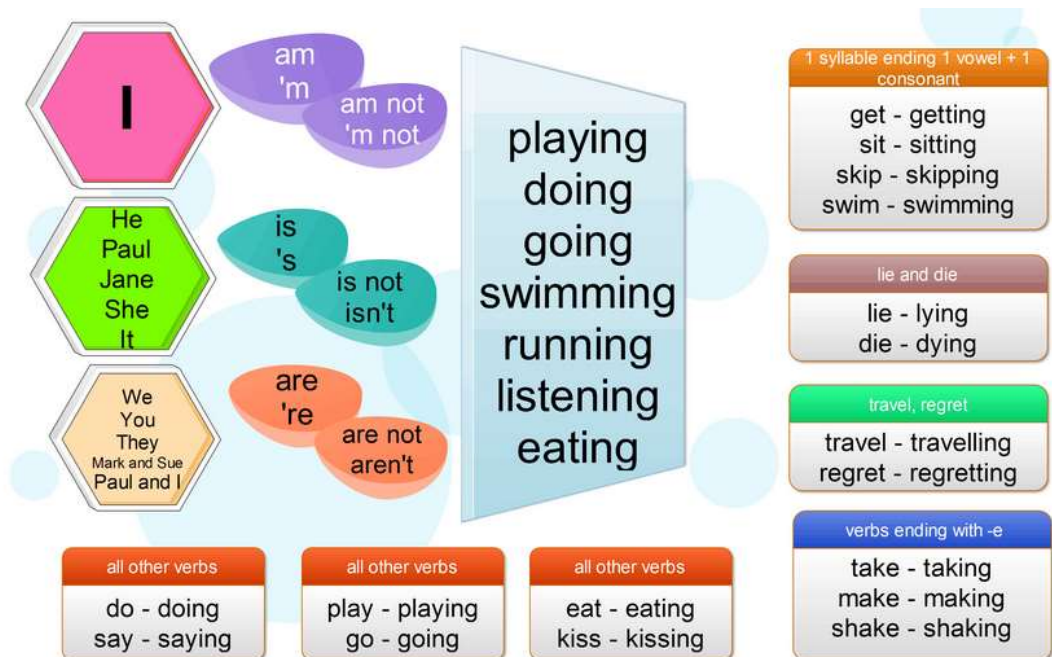 I
am
'm
am not
'm not
He
Paul
Jane
She
It
is
's
is not
isn't
We
You
They
Mark and Sue
Paul and I
are
're
are not
aren't
playing
doing
going
swimming
running
listening
eating
1 syllable ending 1 vowel + 1
consonant
get - getting
sit - sitting
skip - skipping
swim - swimming
lie and die
lie - lying
die - dying
travel, regret
travel - travelling
regret - regretting
verbs ending with -e
take - taking
make - making
shake - shaking
all other verbs
do - doing
say - saying
all other verbs
play - playing
go - going
all other verbs
eat - eating
kiss - kissing